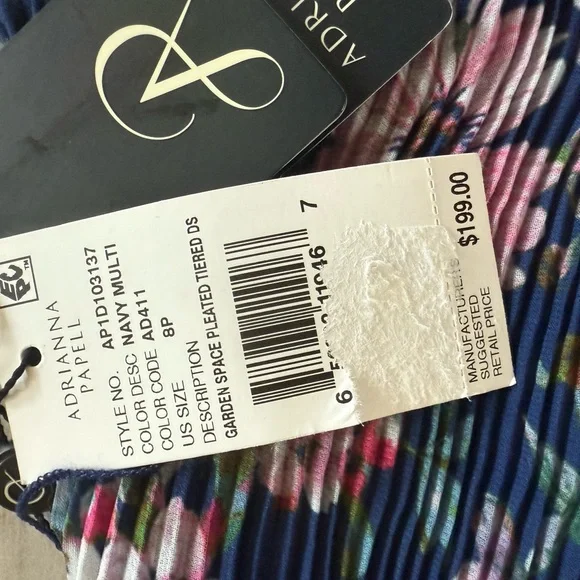 ADRI
ADRIANNA
PAPELL
STYLE NO. AP1D103137
COLOR DESC NAVY MULTI
COLOR CODE AD411
US SIZE 8P
DESCRIPTION
GARDEN SPACE PLEATED TIERED DS
7
6
MANUFACTURER'S
SUGGESTED
RETAIL PRICE
$199.00